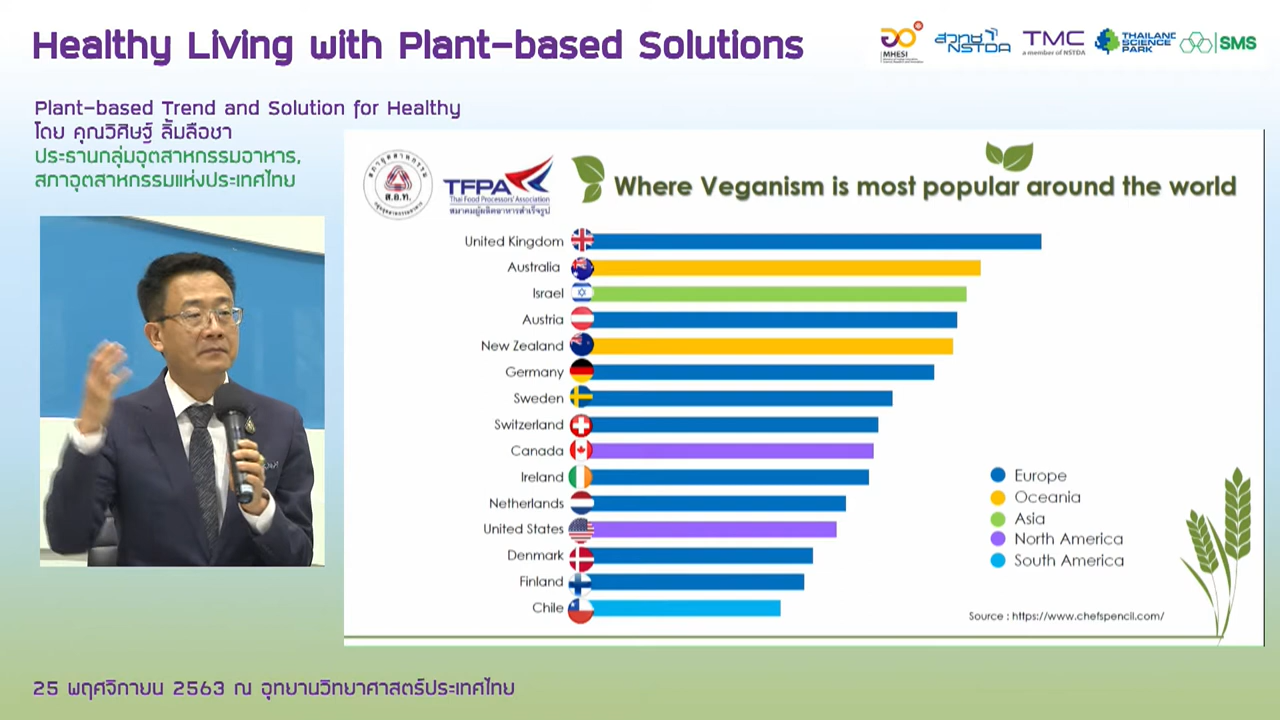 Healthy Living with Plant-based Solutions
MHESI
สวทช
NSTDA
TMC
a member of NSTDA
THAILAND
SCIENCE
PARK
SMS
Plant-based Trend and Solution for Healthy
โดย คุณวิศิษฐ์ ลิ้มลือชา
ประธานกลุ่มอุตสาหกรรมอาหาร,
สภาอุตสาหกรรมแห่งประเทศไทย
ส.อ.ท.
TFPA
Thai Food Processors' Association
สมาคมผู้ผลิตอาหารสำเร็จรูป
Where Veganism is most popular around the world
United Kingdom
Australia
Israel
Austria
New Zealand
Germany
Sweden
Switzerland
Canada
Ireland
Netherlands
United States
Denmark
Finland
Chile
Europe
Oceania
Asia
North America
South America
Source : https://www.chefspencil.com/
25 พฤศจิกายน 2563 ณ อุทยานวิทยาศาสตร์ประเทศไทย